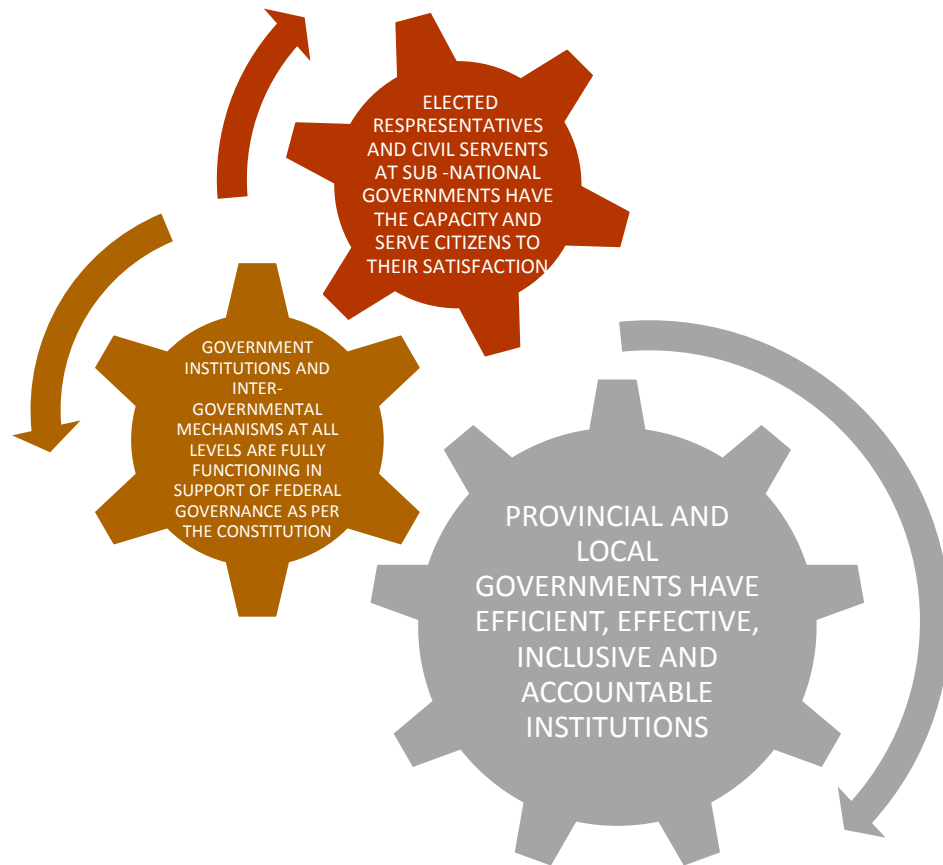 ELECTED
RESPRESENTATIVES
AND CIVIL SERVENTS
AT SUB -NATIONAL
GOVERNMENTS HAVE
THE CAPACITY AND
SERVE CITIZENS TO
THEIR SATISFACTION
GOVERNMENT
INSTITUTIONS AND
INTER-
GOVERNMENTAL
MECHANISMS AT ALL
LEVELS ARE FULLY
FUNCTIONING IN
SUPPORT OF FEDERAL
GOVERNANCE AS PER
THE CONSTITUTION
PROVINCIAL AND
LOCAL
GOVERNMENTS HAVE
EFFICIENT, EFFECTIVE,
INCLUSIVE AND
ACCOUNTABLE
INSTITUTIONS